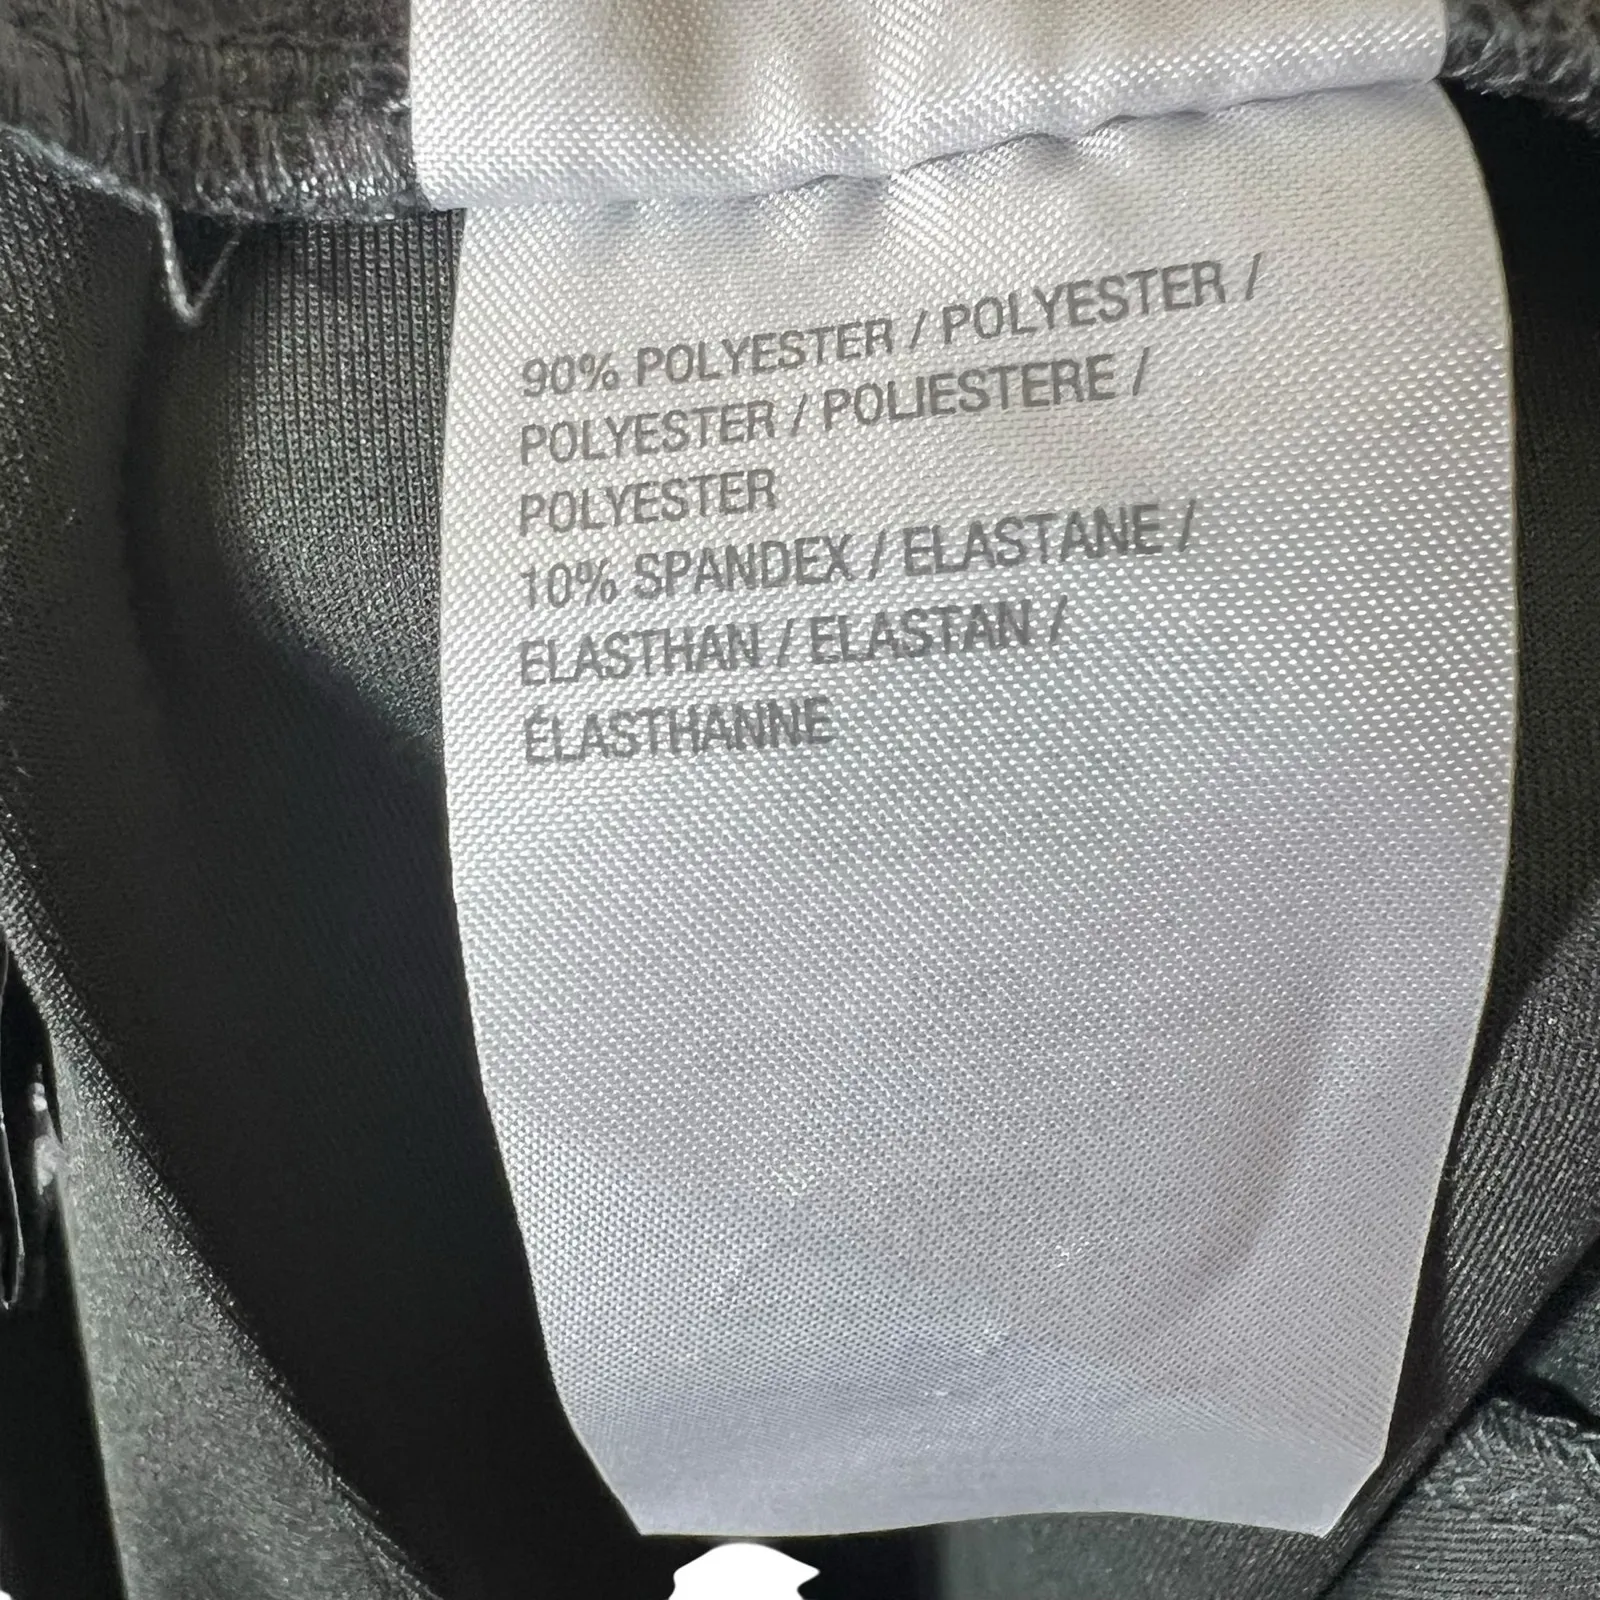 90% POLYESTER / POLYESTER /
POLYESTER / POLIESTERE /
POLYESTER
10% SPANDEX / ELASTANE /
ELASTHAN / ELASTAN /
ÉLASTHANNE